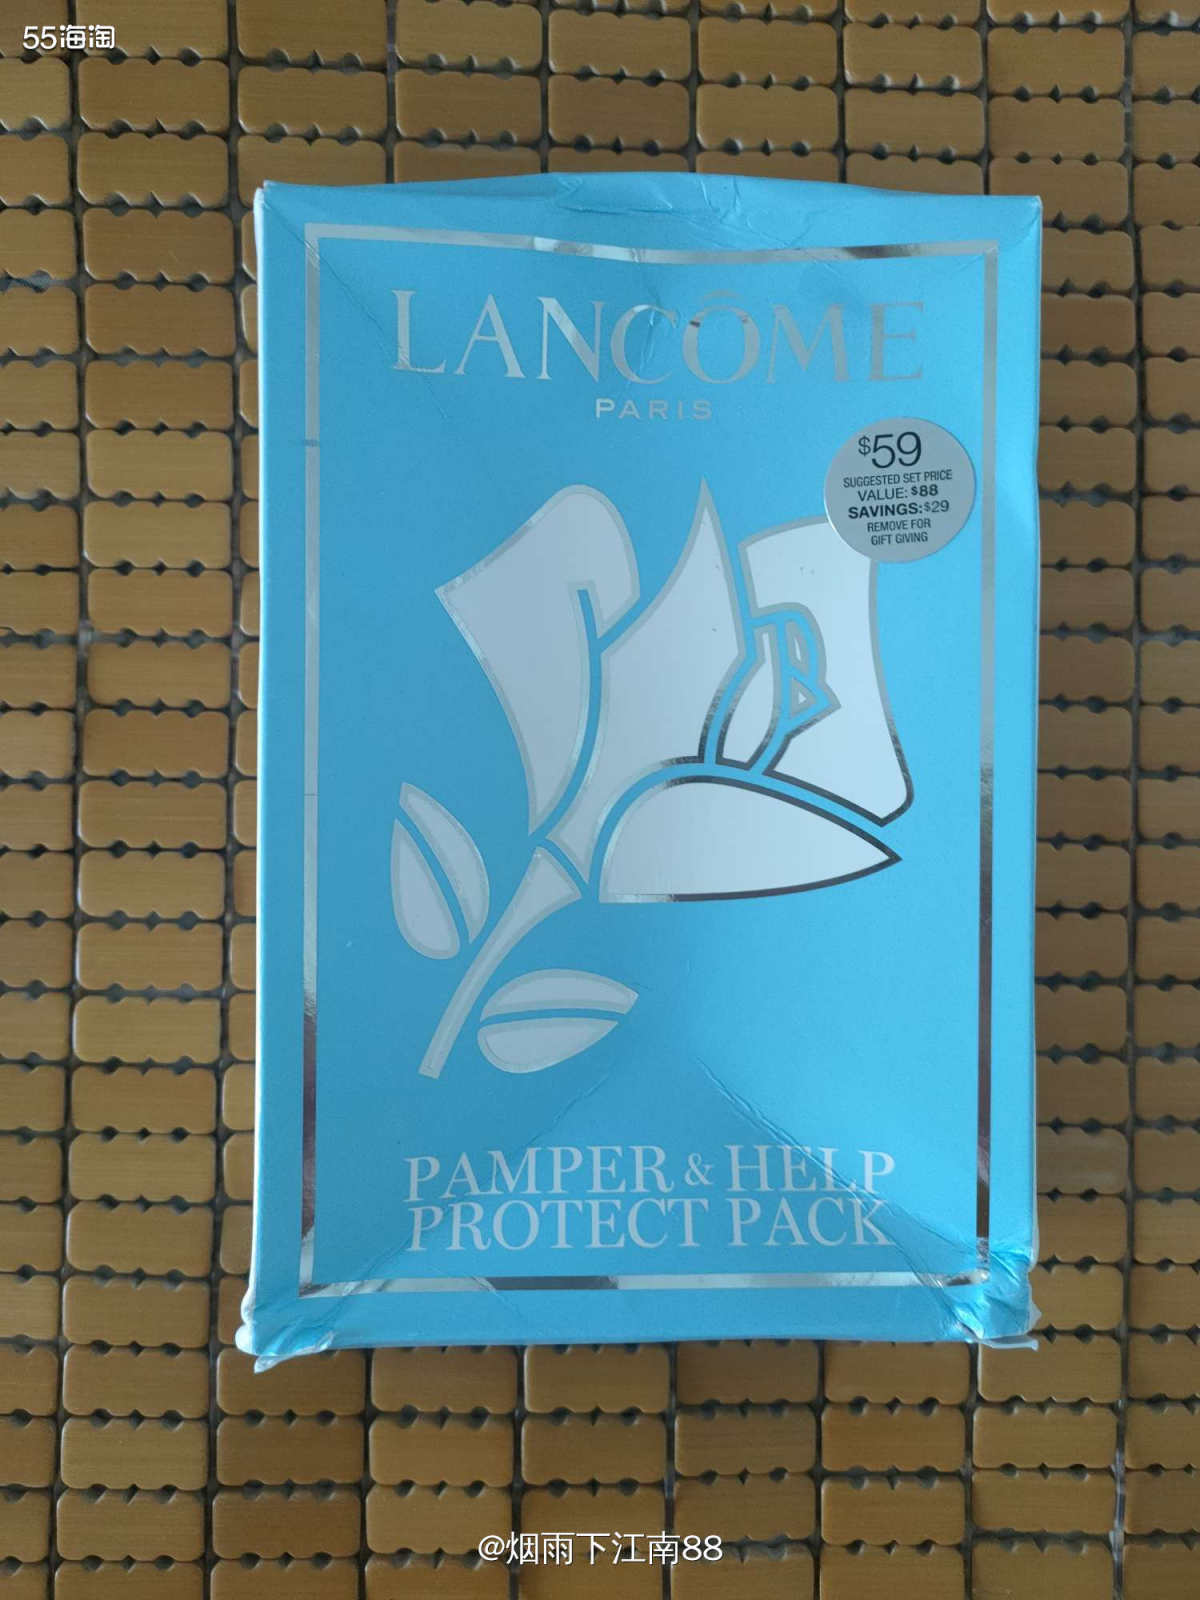 55海淘
LANCÔME
PARIS
$59
SUGGESTED SET PRICE
VALUE: $88
SAVINGS:$29
REMOVE FOR
GIFT GIVING
PAMPER & HELP
PROTECT PACK
@烟雨下江南88